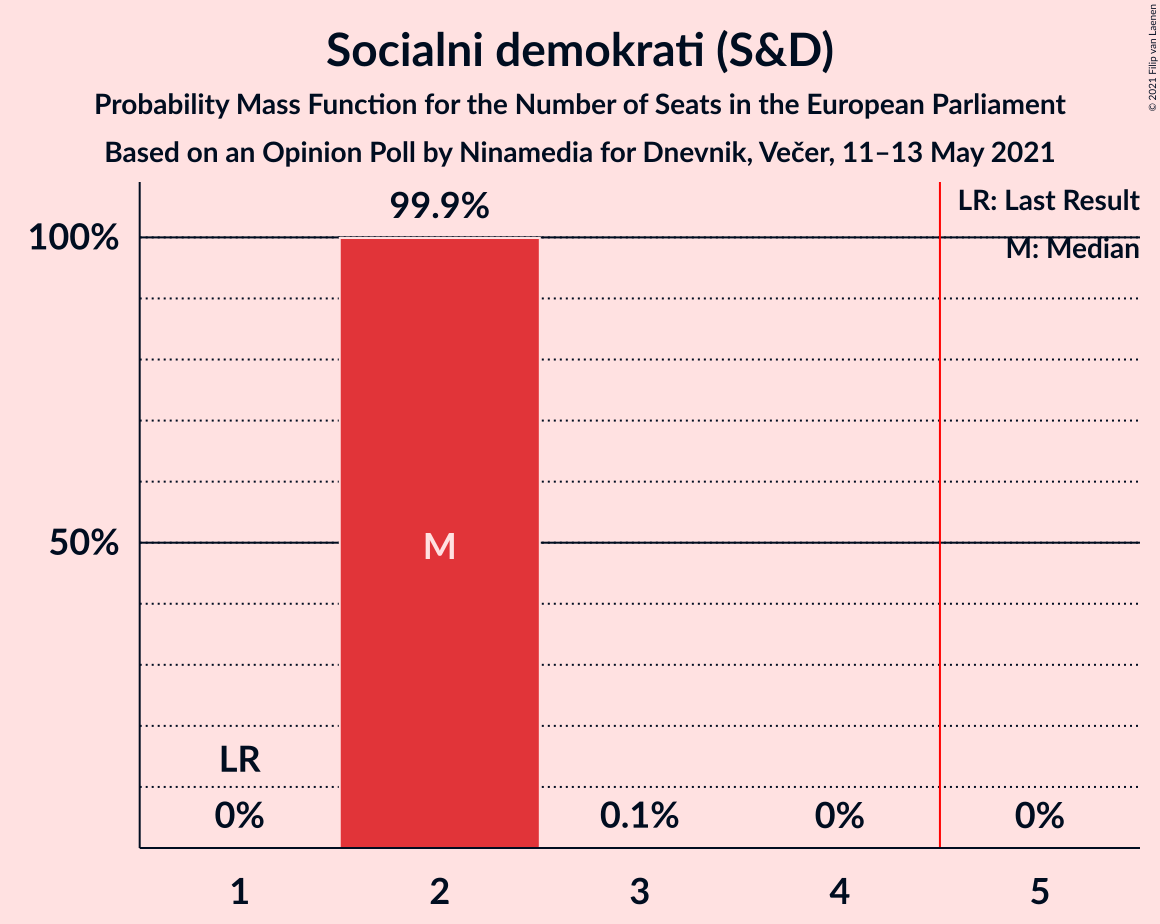 Socialni demokrati (S&D)
Probability Mass Function for the Number of Seats in the European Parliament
Based on an Opinion Poll by Ninamedia for Dnevnik, Večer, 11–13 May 2021
© 2021 Filip van Laenen
LR: Last Result
M: Median
99.9%
100%
50%
M
LR
0%
0.1%
0%
0%
1
2
3
4
5